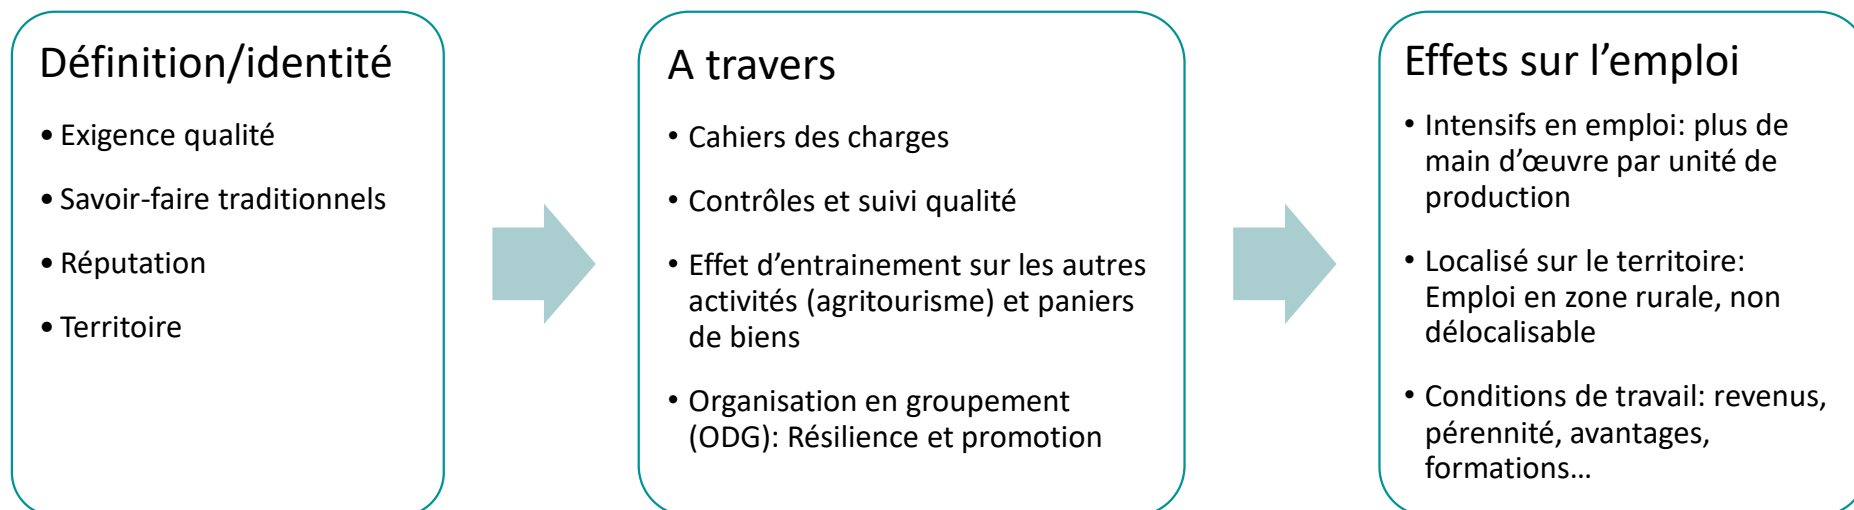 Définition/identité
• Exigence qualité
• Savoir-faire traditionnels
• Réputation
• Territoire
A travers
• Cahiers des charges
• Contrôles et suivi qualité
• Effet d’entrainement sur les autres
activités (agritourisme) et paniers
de biens
• Organisation en groupement
(ODG): Résilience et promotion
Effets sur l’emploi
• Intensifs en emploi: plus de
main d’œuvre par unité de
production
• Localisé sur le territoire:
Emploi en zone rurale, non
délocalisable
• Conditions de travail: revenus,
pérennité, avantages,
formations…